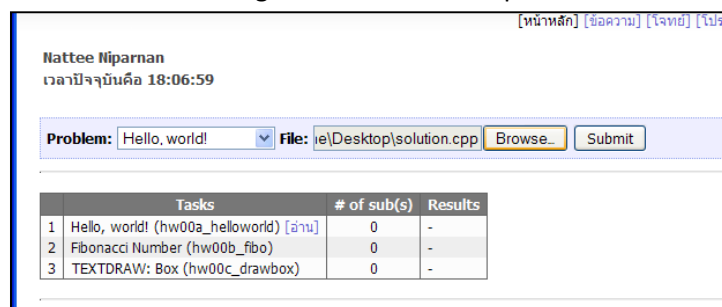 [หน้าหลัก] [ข้อความ] [โจทย์]
Nattee Niparnan
เวลาปัจจุบันคือ 18:06:59
Problem: Hello, world! File: ne\Desktop\solution.cpp Browse... Submit
Tasks # of sub(s) Results
1 Hello, world! (hw00a_helloworld) [อ่าน] 0 -
2 Fibonacci Number (hw00b_fibo) 0 -
3 TEXTDRAW: Box (hw00c_drawbox) 0 -